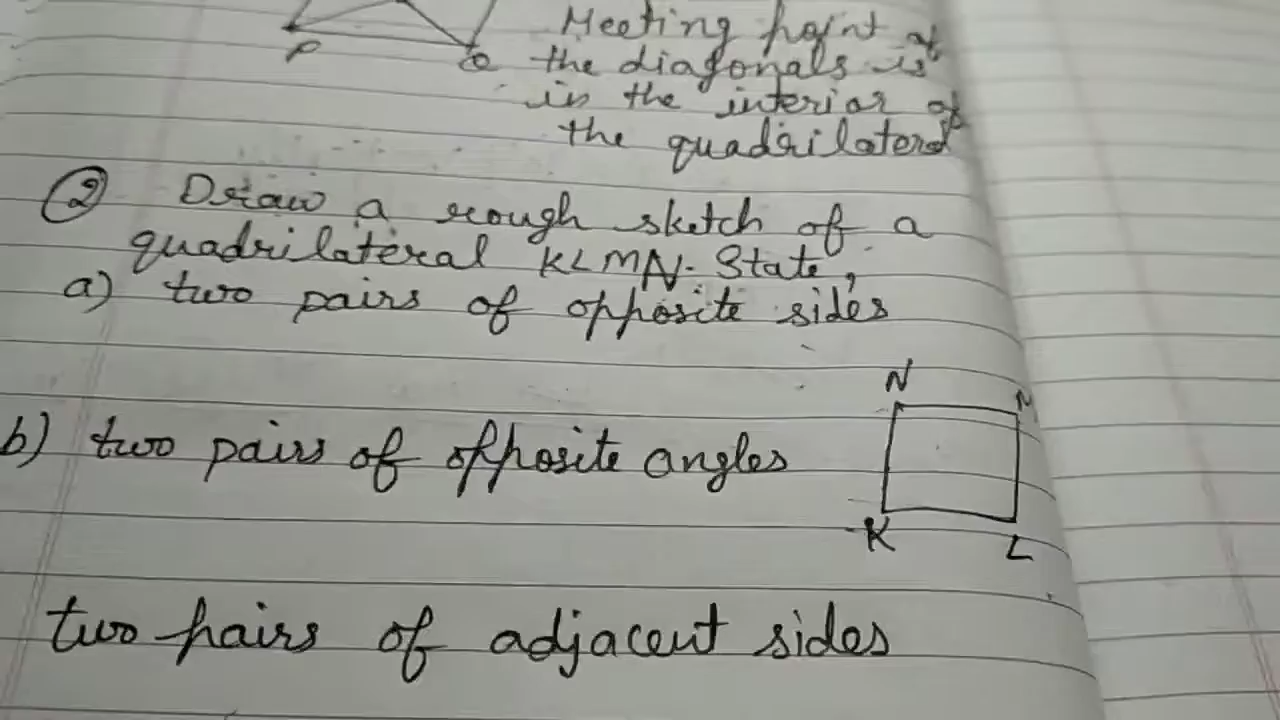 P
Q
Meeting point of
the diagonals is
in the interior of
the quadrilateral
② Draw a rough sketch of a
quadrilateral KLMN. State,
a) two pairs of opposite sides
N
M
b) two pairs of opposite angles
K
L
two pairs of adjacent sides